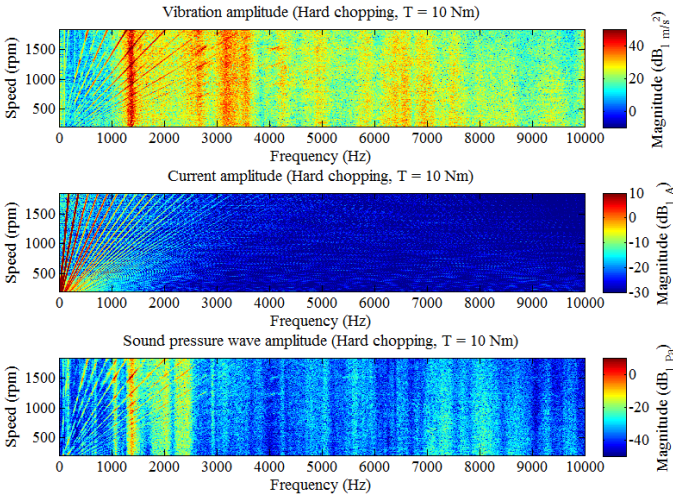 Vibration amplitude (Hard chopping, T = 10 Nm)
Speed (rpm)
1500
1000
500
0 1000 2000 3000 4000 5000 6000 7000 8000 9000 10000
Frequency (Hz)
40
20
0
Magnitude (dB1 m/s²)
Current amplitude (Hard chopping, T = 10 Nm)
Speed (rpm)
1500
1000
500
0 1000 2000 3000 4000 5000 6000 7000 8000 9000 10000
Frequency (Hz)
10
0
-10
-20
-30
Magnitude (dB1 A)
Sound pressure wave amplitude (Hard chopping, T = 10 Nm)
Speed (rpm)
1500
1000
500
0 1000 2000 3000 4000 5000 6000 7000 8000 9000 10000
Frequency (Hz)
0
-20
-40
Magnitude (dB1 Pa)